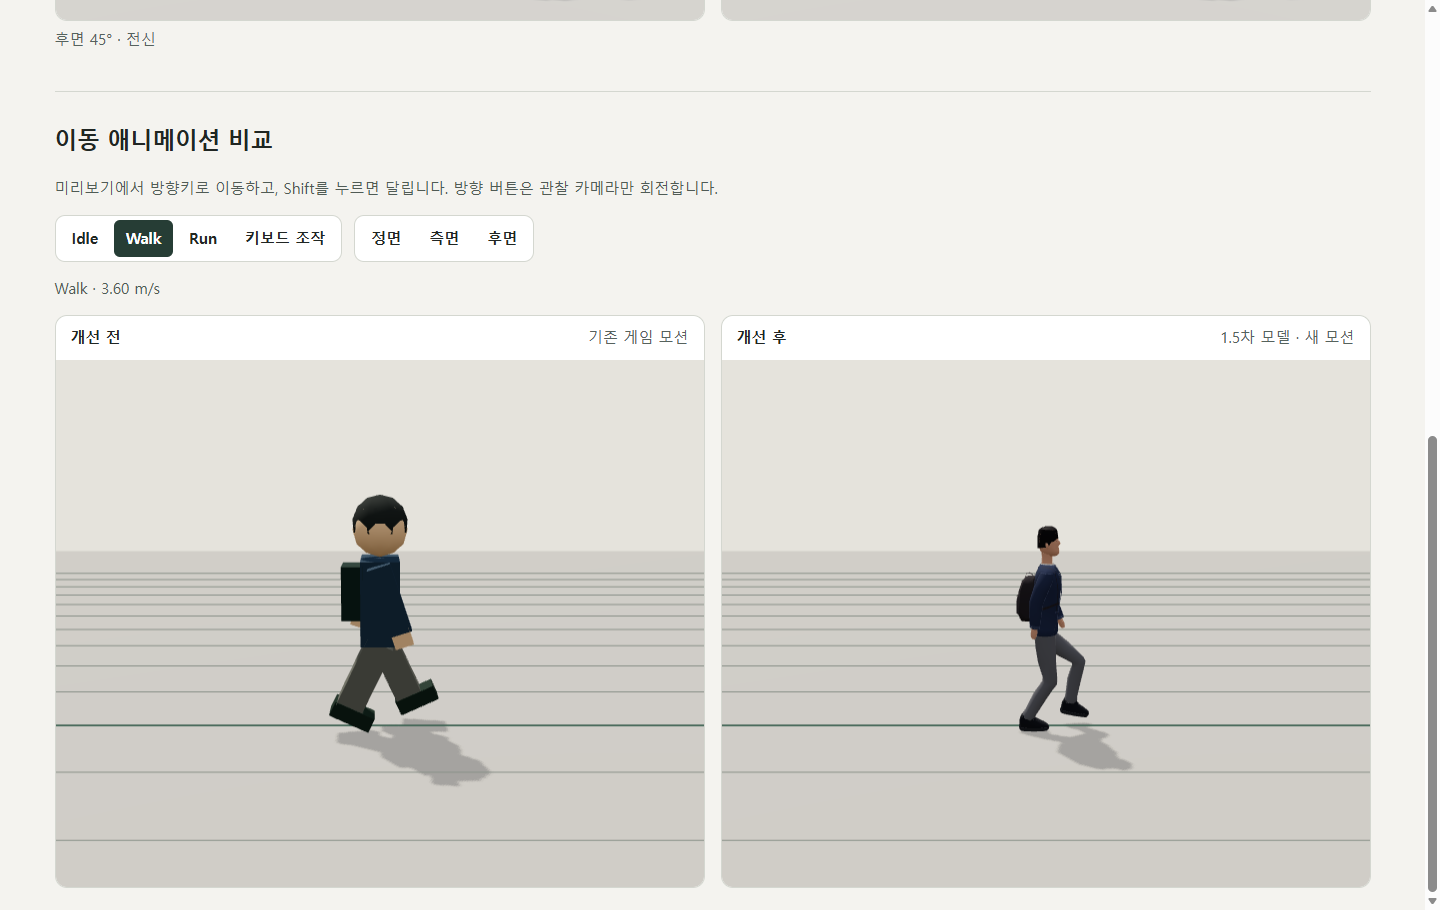 후면 45° · 전신
이동 애니메이션 비교
미리보기에서 방향키로 이동하고, Shift를 누르면 달립니다. 방향 버튼은 관찰 카메라만 회전합니다.
Idle Walk Run 키보드 조작 정면 측면 후면
Walk · 3.60 m/s
개선 전 기존 게임 모션 개선 후 1.5차 모델 · 새 모션